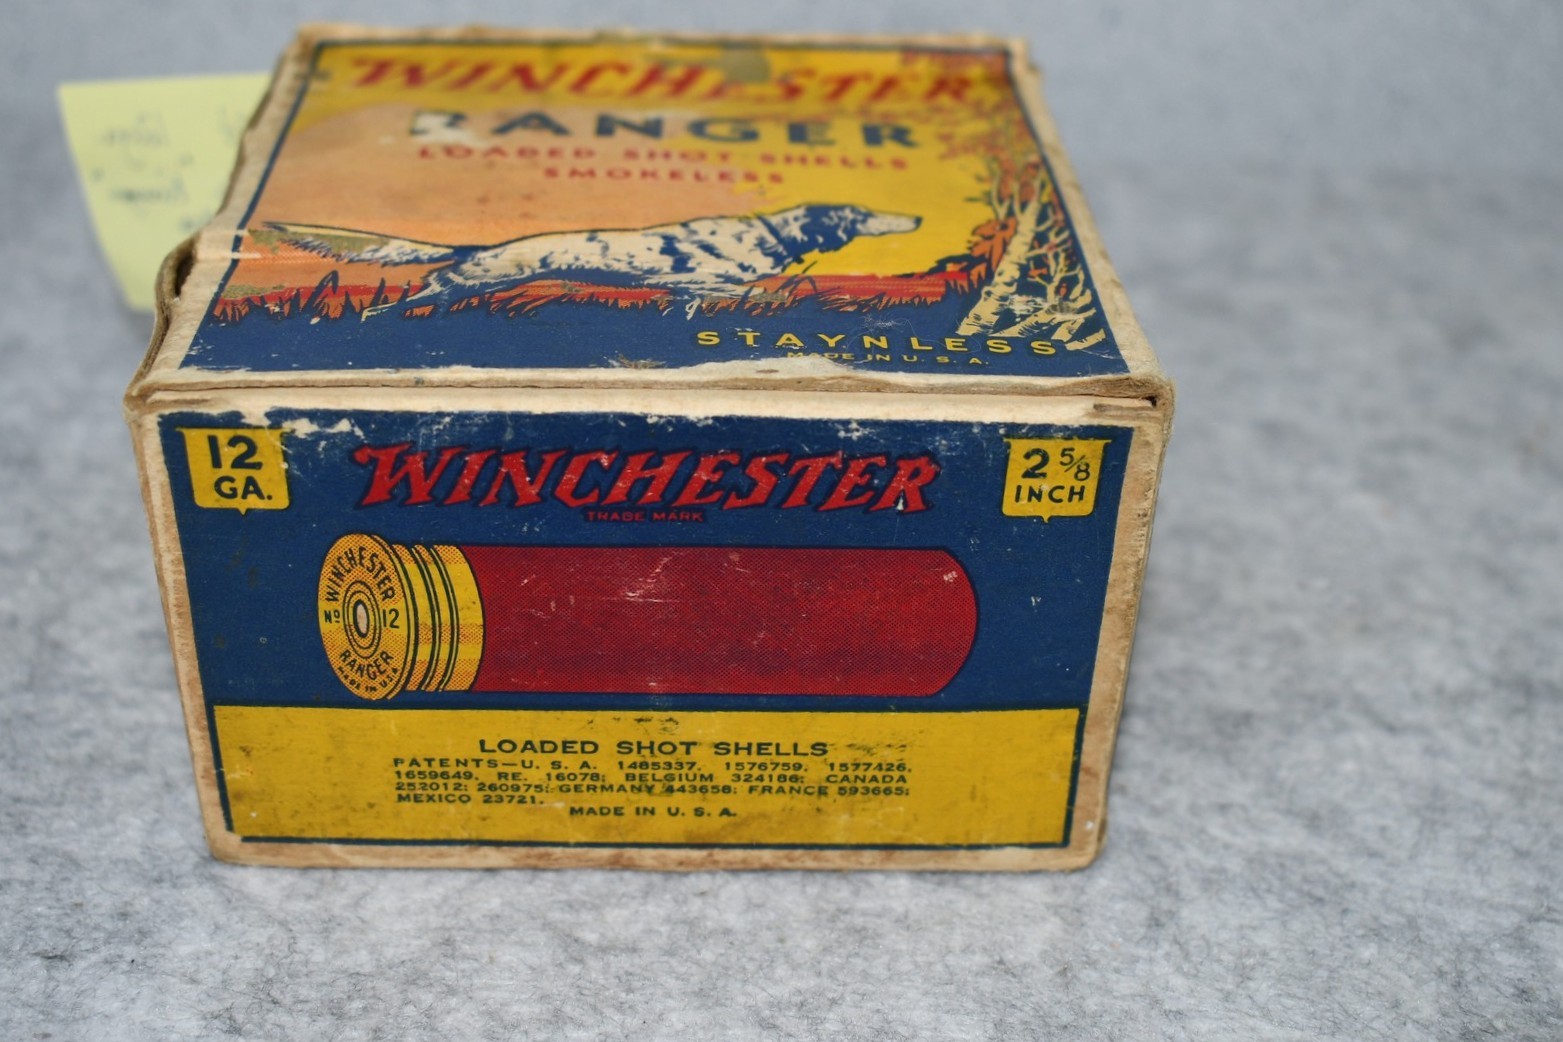 WINCHESTER
RANGER
LOADED SHOT SHELLS
SMOKELESS
STAYNLESS
MADE IN U. S. A.
12
GA.
WINCHESTER
TRADE MARK
2 5/8
INCH
WINCHESTER
No 12
RANGER
MADE IN U.S.A.
LOADED SHOT SHELLS
PATENTS—U. S. A. 1485337, 1576759, 1577426,
1659649, RE. 16078; BELGIUM 324186; CANADA
252012; 260975; GERMANY 443658; FRANCE 593665;
MEXICO 23721.
MADE IN U. S. A.